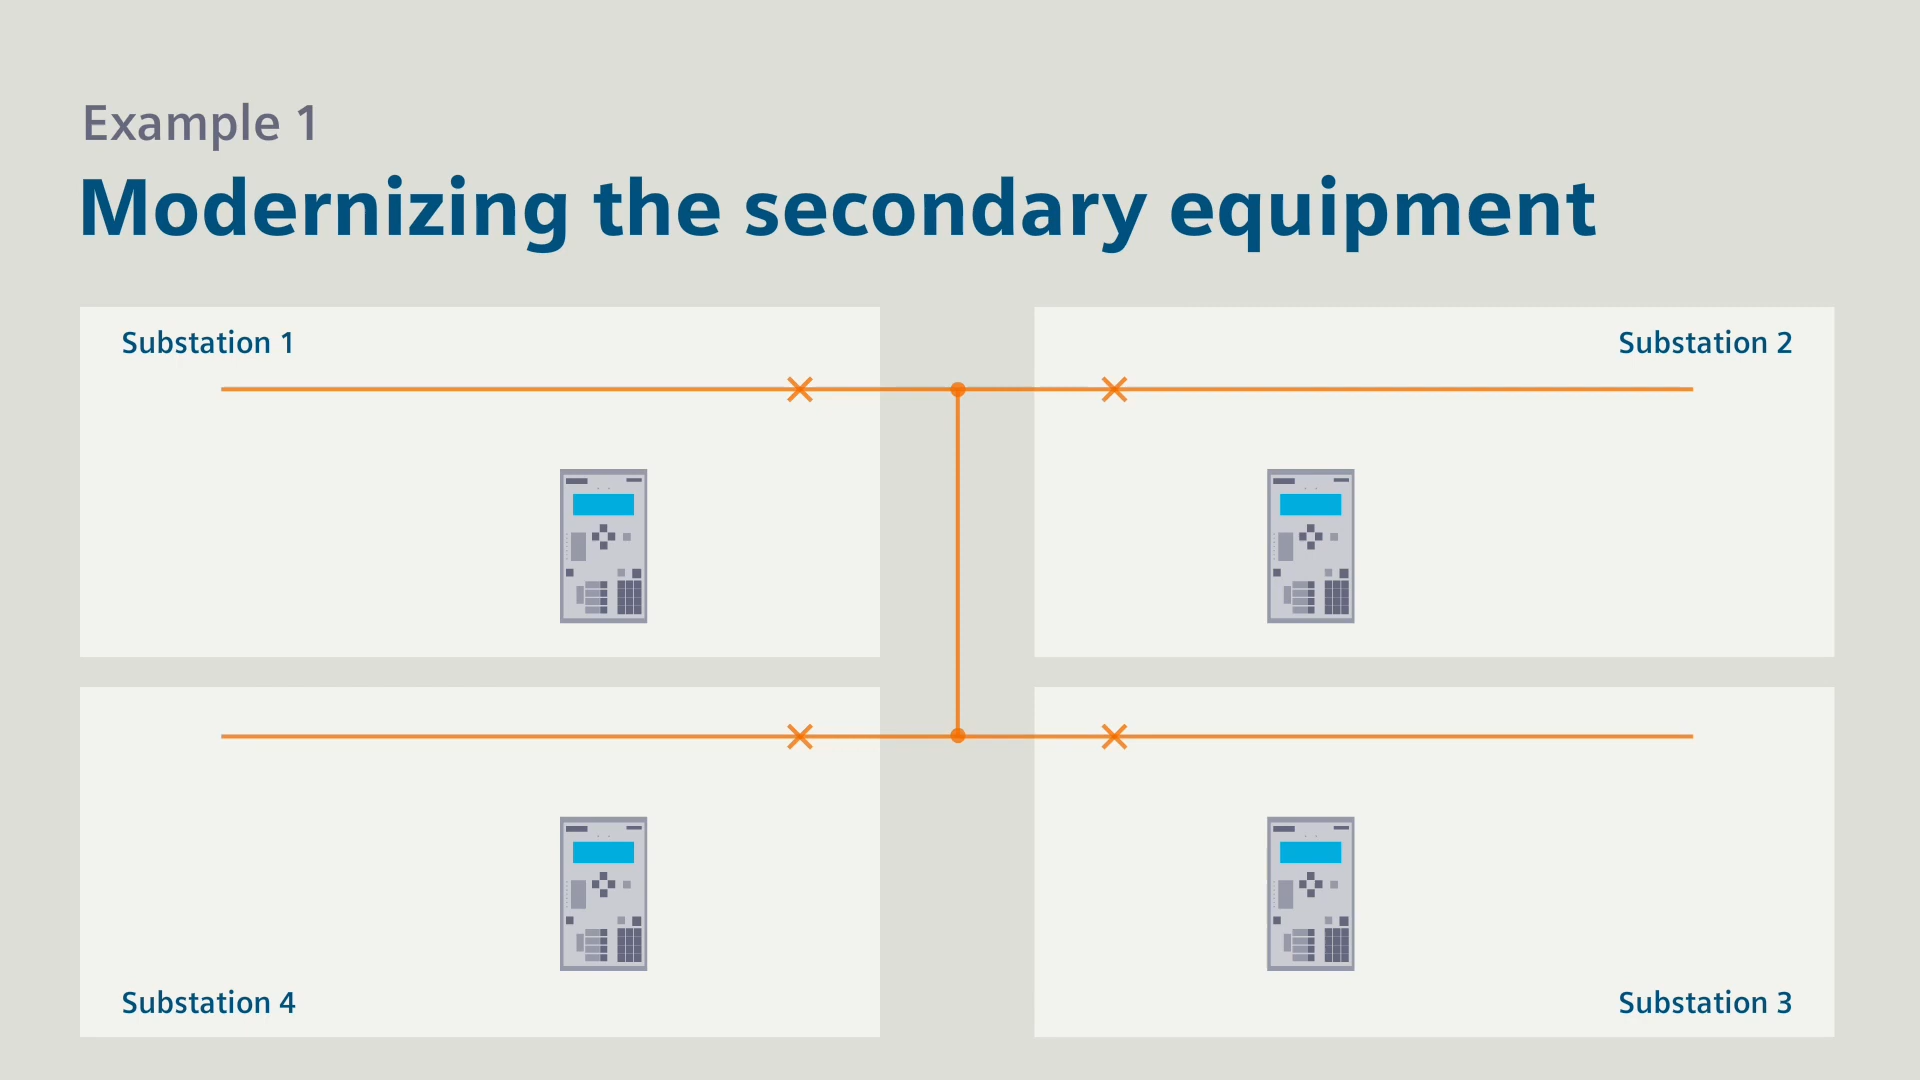 Example 1
Modernizing the secondary equipment
Substation 1
Substation 2
Substation 4
Substation 3